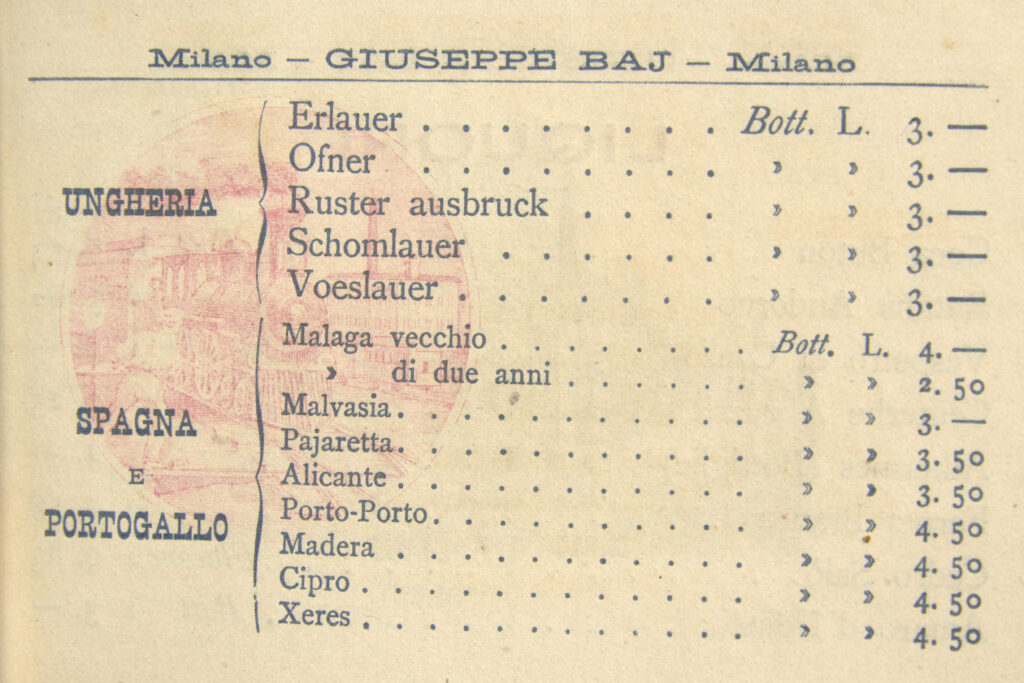 Milano — GIUSEPPE BAJ — Milano
UNGHERIA
Erlauer . . . . . . . . Bott. L. 3. —
Ofner . . . . . . . . » » 3. —
Ruster ausbruck . . . . » » 3. —
Schomlauer . . . . . . » » 3. —
Voeslauer . . . . . . . » » 3. —
SPAGNA
E
PORTOGALLO
Malaga vecchio . . . . . . . Bott. L. 4. —
» di due anni . . . . . » » 2. 50
Malvasia . . . . . . . . . » » 3. —
Pajaretta . . . . . . . . . » » 3. 50
Alicante . . . . . . . . . » » 3. 50
Porto-Porto . . . . . . . . » » 4. 50
Madera . . . . . . . . . » » 4. 50
Cipro . . . . . . . . . . » » 4. 50
Xeres . . . . . . . . . . » » 4. 50